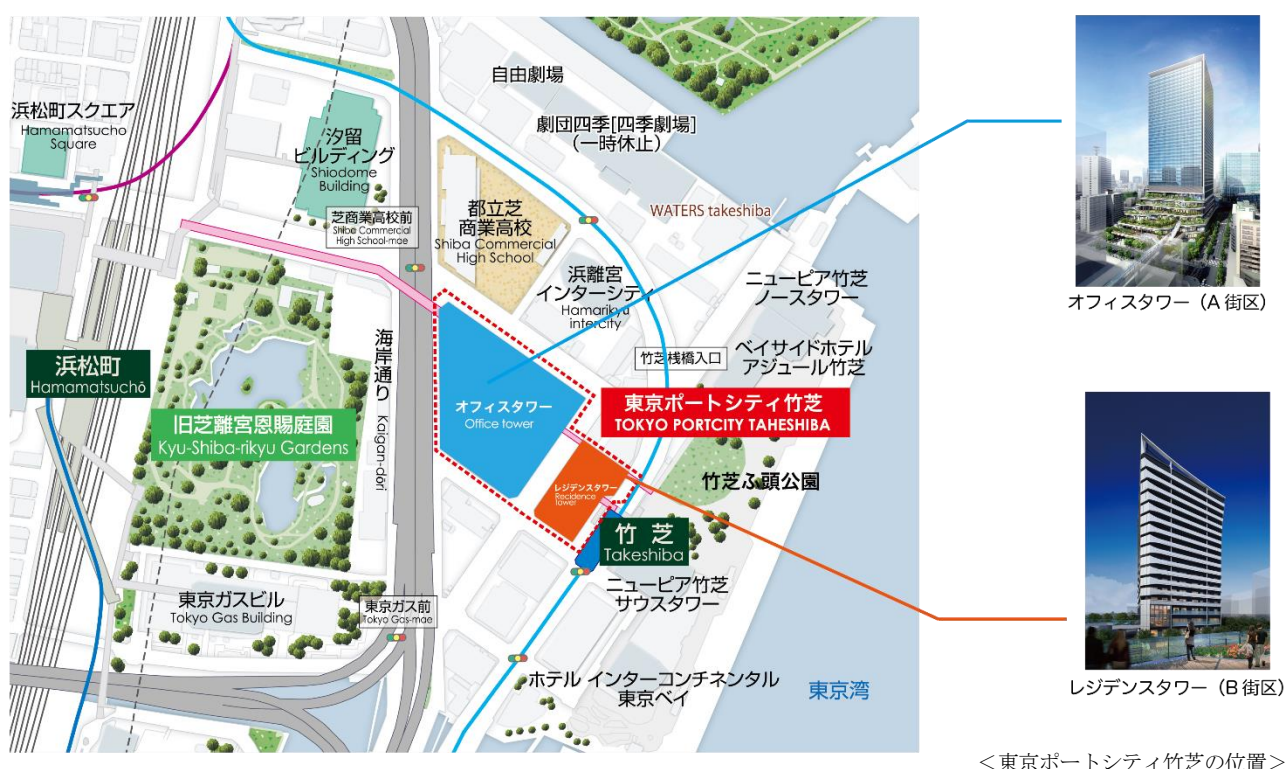 自由劇場
浜松町スクエア
Hamamatsucho
Square
劇団四季[四季劇場]
(一時休止)
汐留
ビルディング
Shiodome
Building
オフィスタワー（A 街区）
芝商業高校前
Shiba Commercial
High School-mae
都立芝
商業高校
Shiba Commercial
High School
WATERS takeshiba
浜離宮
インターシティ
Hamarikyu
intercity
ニューピア竹芝
ノースタワー
海岸通り
Kaigan-dōri
竹芝桟橋入口
ベイサイドホテル
アジュール竹芝
浜松町
Hamamatsuchō
旧芝離宮恩賜庭園
Kyu-Shiba-rikyu Gardens
オフィスタワー
Office tower
東京ポートシティ竹芝
TOKYO PORTCITY TAHESHIBA
レジデンスタワー
Recidence
tower
竹芝ふ頭公園
竹 芝
Takeshiba
東京ガスビル
Tokyo Gas Building
東京ガス前
Tokyo Gas-mae
ニューピア竹芝
サウスタワー
ホテル インターコンチネンタル
東京ベイ
東京湾
レジデンスタワー（B 街区）
＜東京ポートシティ竹芝の位置＞